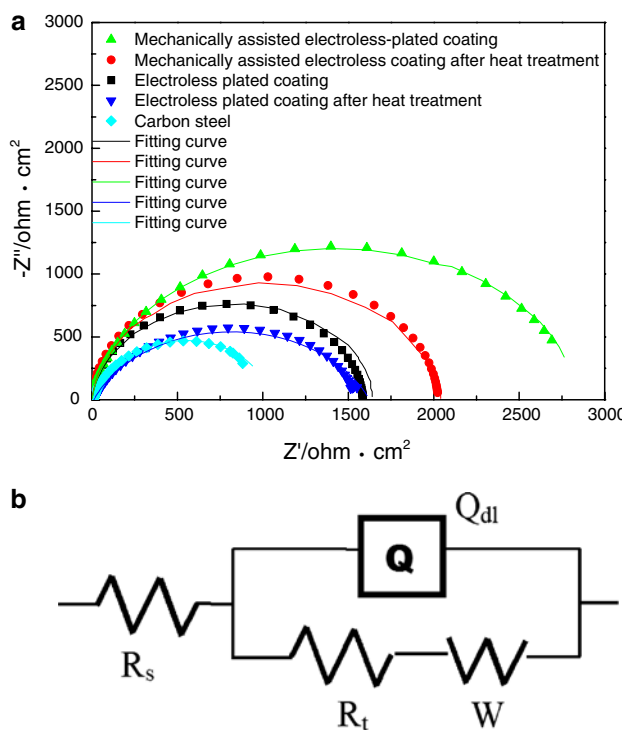 a
3000
2500
2000
1500
1000
500
0
-Z''/ohm · cm²
Mechanically assisted electroless-plated coating
Mechanically assisted electroless coating after heat treatment
Electroless plated coating
Electroless plated coating after heat treatment
Carbon steel
Fitting curve
Fitting curve
Fitting curve
Fitting curve
Fitting curve
0 500 1000 1500 2000 2500 3000
Z'/ohm · cm²
b
Qdl
Q
Rs
Rt W